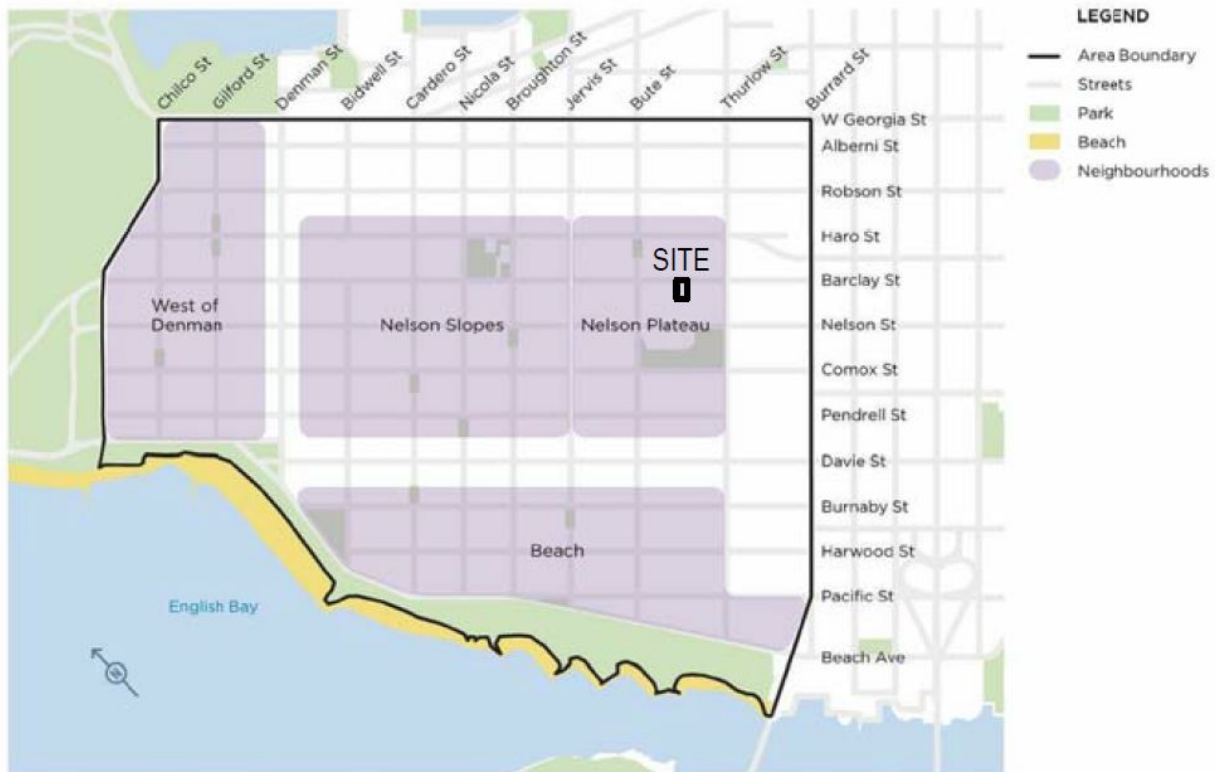 LEGEND
Area Boundary
Streets
Park
Beach
Neighbourhoods
Chilco St
Gilford St
Denman St
Bidwell St
Cardero St
Nicola St
Broughton St
Jervis St
Bute St
Thurlow St
Burrard St
W Georgia St
Alberni St
Robson St
Haro St
SITE
Barclay St
West of
Denman
Nelson Slopes
Nelson Plateau
Nelson St
Comox St
Pendrell St
Davie St
Burnaby St
Beach
Harwood St
English Bay
Pacific St
Beach Ave